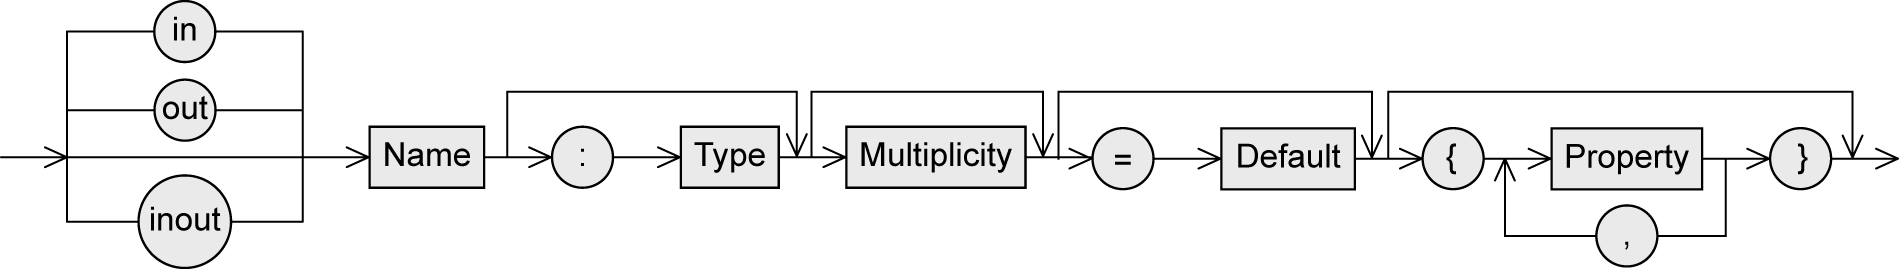 in
out
Name : Type Multiplicity = Default { Property }
inout
,